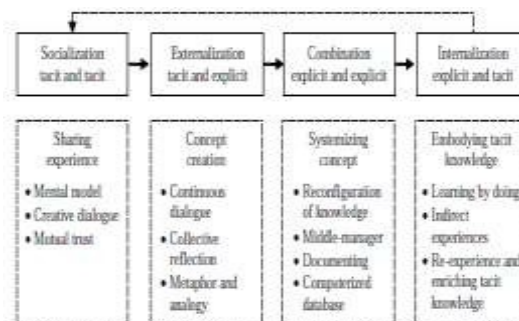 Socialization
tacit and tacit
Externalization
tacit and explicit
Combination
explicit and explicit
Internalization
explicit and tacit
Sharing
experience
• Mental model
• Creative dialogue
• Mutual trust
Concept
creation
• Continuous
dialogue
• Collective
reflection
• Metaphor and
analogy
Systemizing
concept
• Reconfiguration
of knowledge
• Middle-manager
• Documenting
• Computerized
database
Embodying tacit
knowledge
• Learning by doing
• Indirect
experiences
• Re-experience and
enriching tacit
knowledge